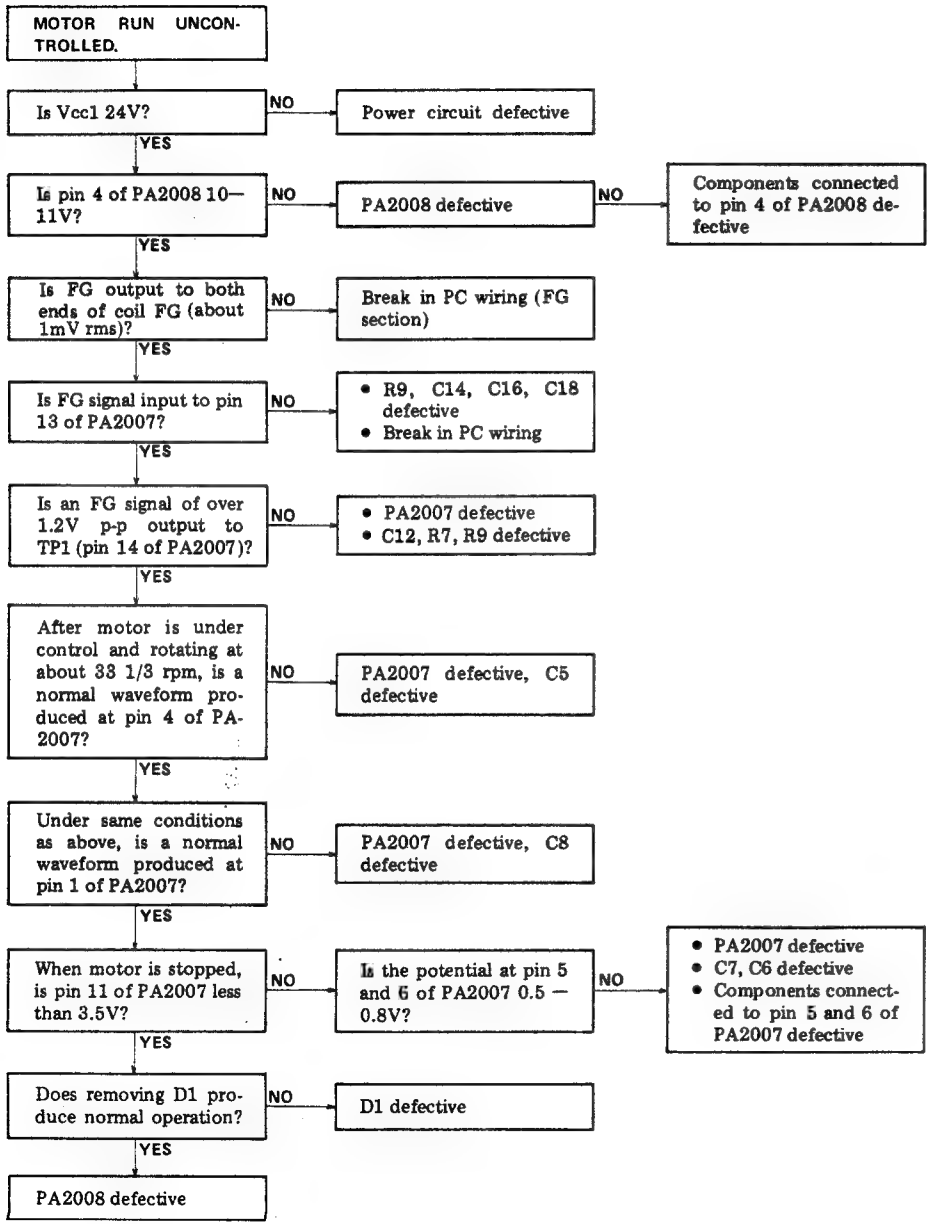 MOTOR RUN UNCON-
TROLLED.
Is Vcc1 24V?
NO
Power circuit defective
YES
Is pin 4 of PA2008 10—
11V?
NO
PA2008 defective
NO
Components connected
to pin 4 of PA2008 de-
fective
YES
Is FG output to both
ends of coil FG (about
1mV rms)?
NO
Break in PC wiring (FG
section)
YES
Is FG signal input to pin
13 of PA2007?
NO
• R9, C14, C16, C18
defective
• Break in PC wiring
YES
Is an FG signal of over
1.2V p-p output to
TP1 (pin 14 of PA2007)?
NO
• PA2007 defective
• C12, R7, R9 defective
YES
After motor is under
control and rotating at
about 33 1/3 rpm, is a
normal waveform pro-
duced at pin 4 of PA-
2007?
NO
PA2007 defective, C5
defective
YES
Under same conditions
as above, is a normal
waveform produced at
pin 1 of PA2007?
NO
PA2007 defective, C8
defective
YES
When motor is stopped,
is pin 11 of PA2007 less
than 3.5V?
NO
Is the potential at pin 5
and 6 of PA2007 0.5 —
0.8V?
NO
• PA2007 defective
• C7, C6 defective
• Components connect-
ed to pin 5 and 6 of
PA2007 defective
YES
Does removing D1 pro-
duce normal operation?
NO
D1 defective
YES
PA2008 defective